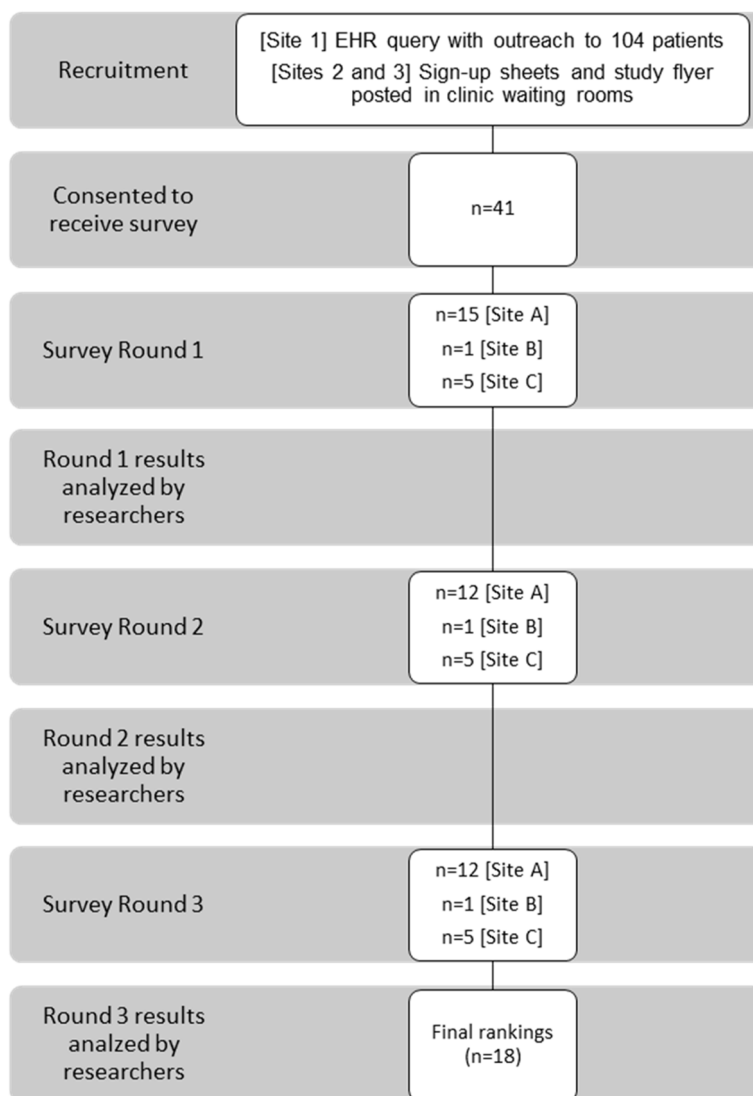 Recruitment
[Site 1] EHR query with outreach to 104 patients
[Sites 2 and 3] Sign-up sheets and study flyer
posted in clinic waiting rooms
Consented to
receive survey
n=41
Survey Round 1
n=15 [Site A]
n=1 [Site B]
n=5 [Site C]
Round 1 results
analyzed by
researchers
Survey Round 2
n=12 [Site A]
n=1 [Site B]
n=5 [Site C]
Round 2 results
analyzed by
researchers
Survey Round 3
n=12 [Site A]
n=1 [Site B]
n=5 [Site C]
Round 3 results
analzed by
researchers
Final rankings
(n=18)